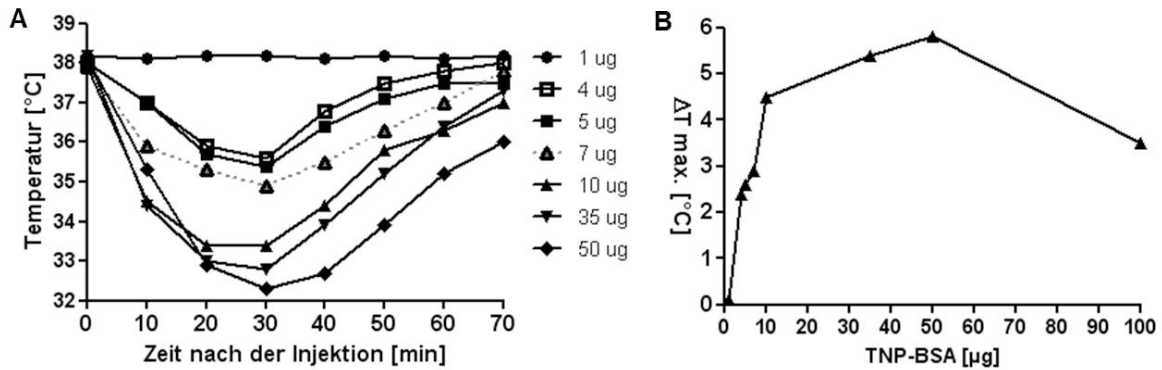 A
Temperatur [°C]
39
38
37
36
35
34
33
32
0 10 20 30 40 50 60 70
Zeit nach der Injektion [min]
1 ug
4 ug
5 ug
7 ug
10 ug
35 ug
50 ug
B
ΔT max. [°C]
6
5
4
3
2
1
0
0 10 20 30 40 50 60 70 80 90 100
TNP-BSA [µg]